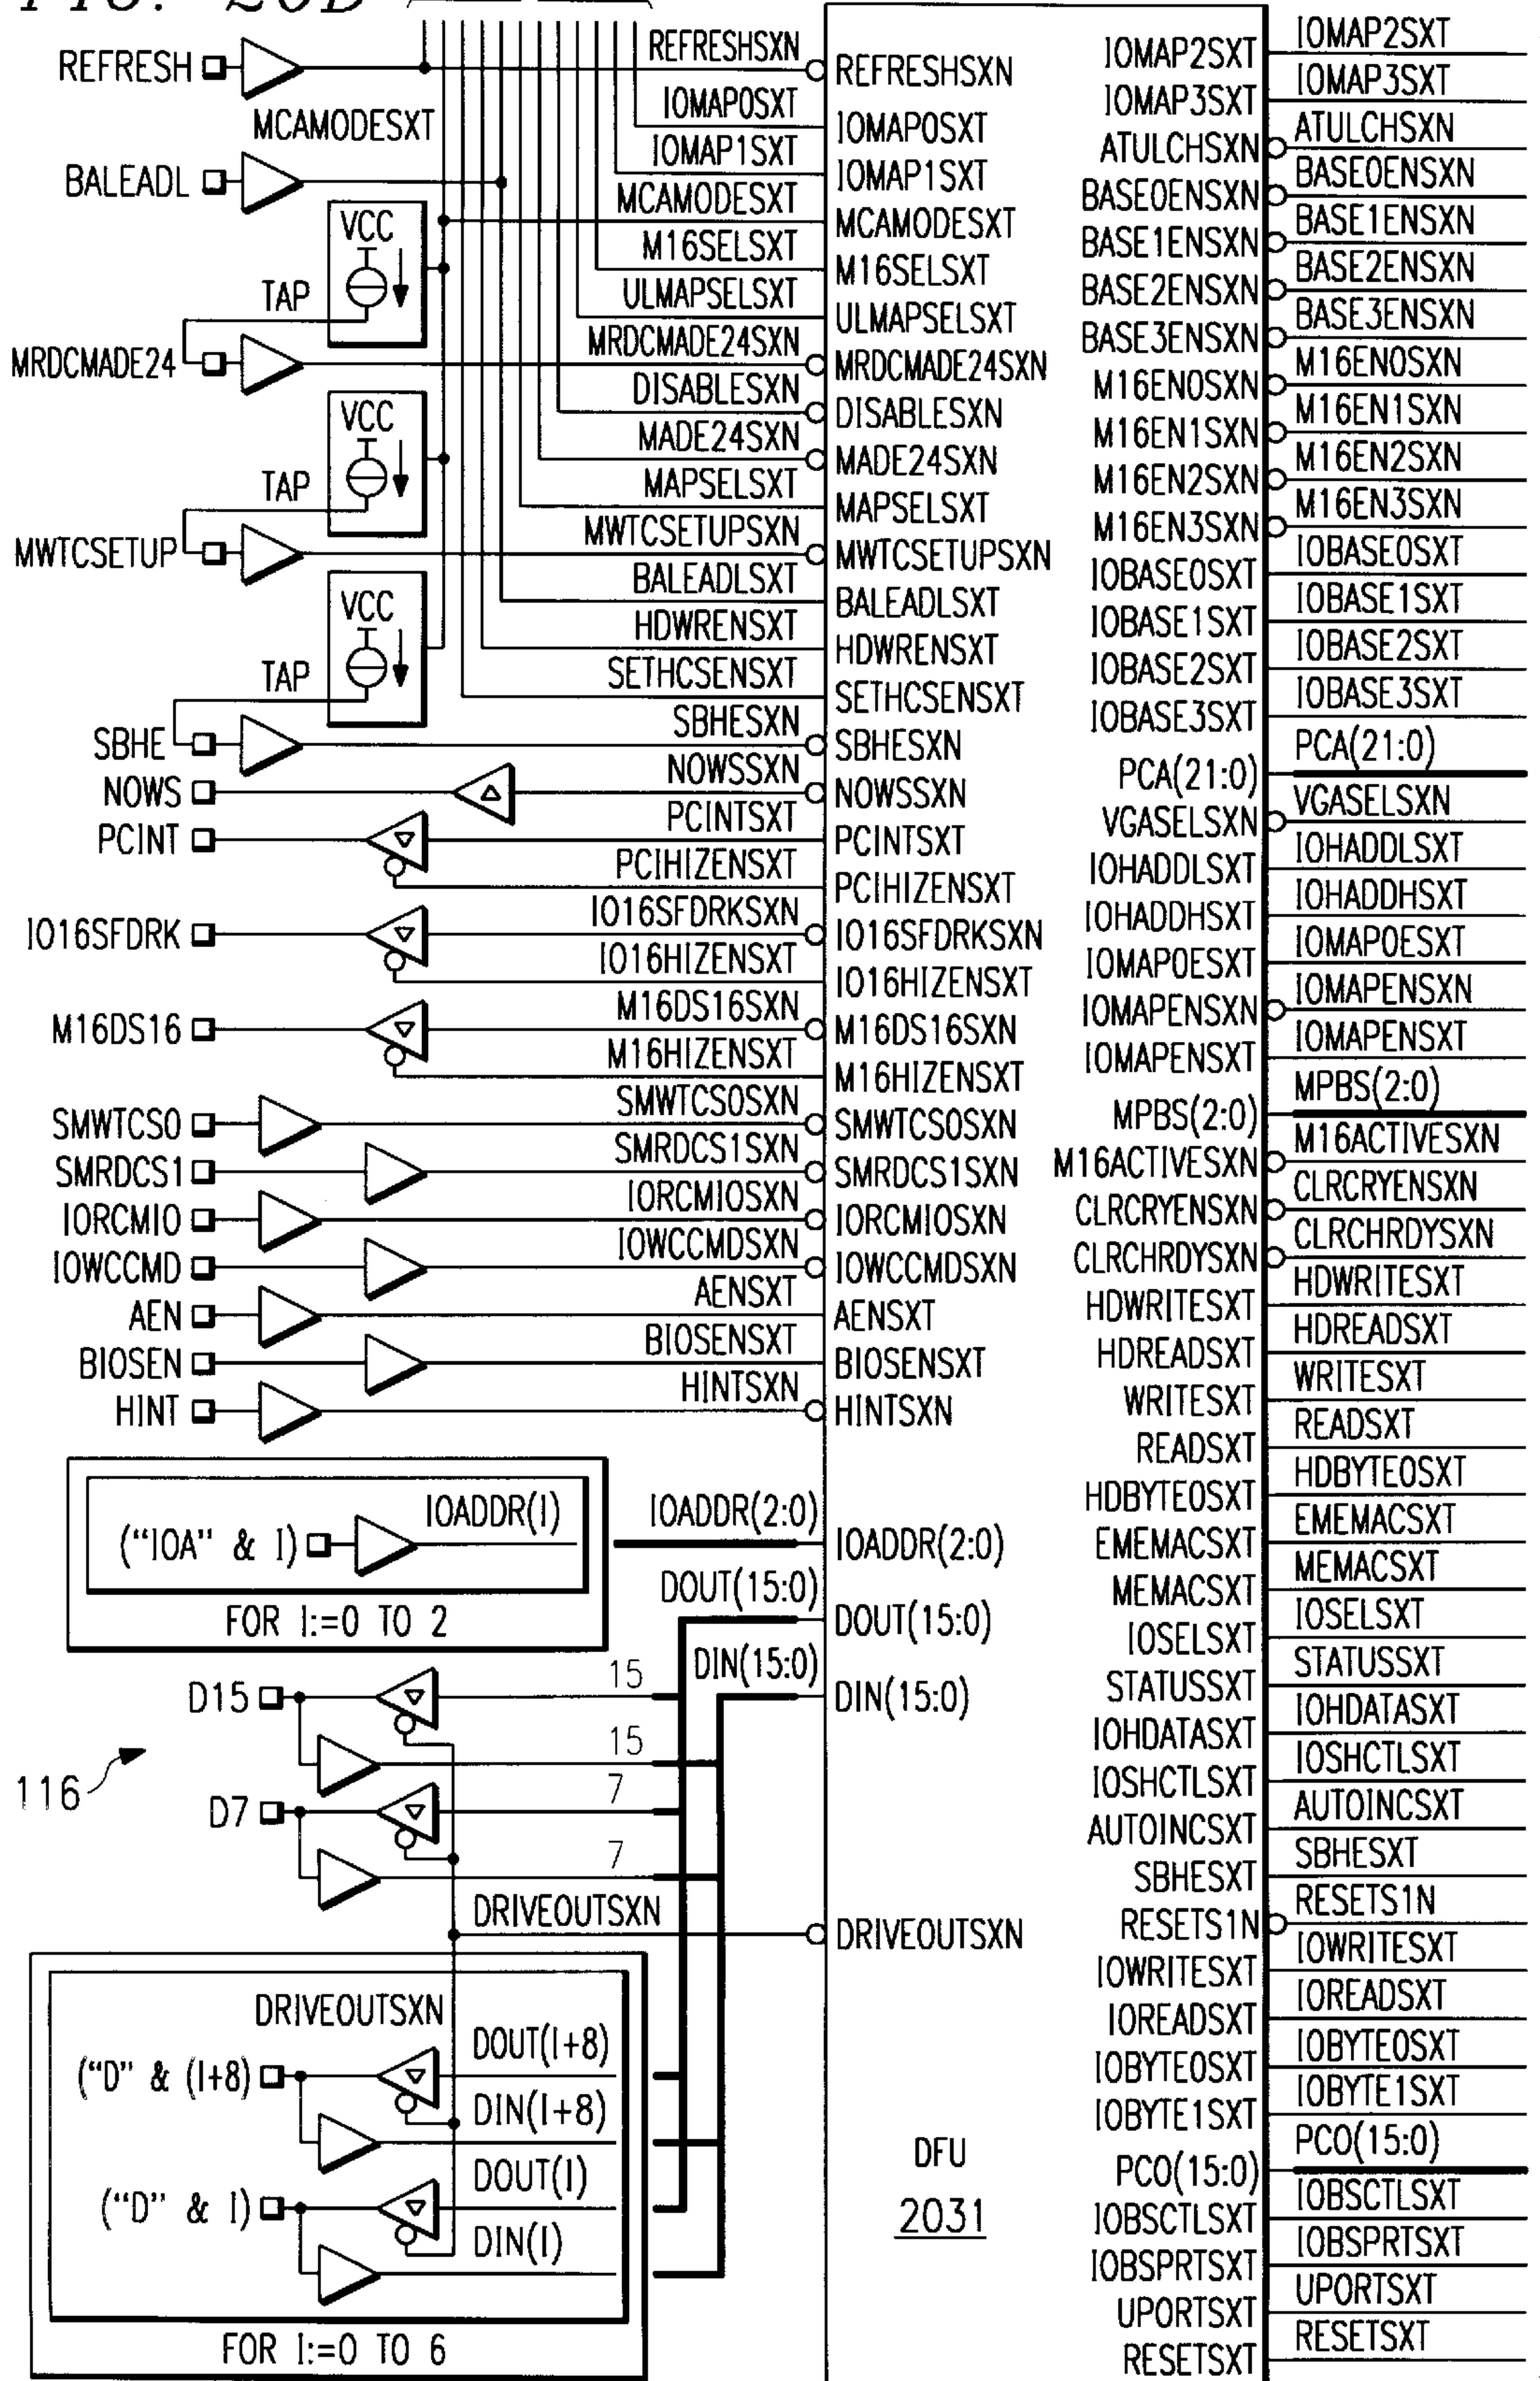 FIG. 20B
REFRESH
MCAMODESXT
BALEADL
VCC
TAP
MRDCMADE24
VCC
TAP
MWTCSETUP
VCC
TAP
SBHE
NOWS
PCINT
IO16SFDRK
M16DS16
SMWTCS0
SMRDCS1
IORCMIO
IOWCCMD
AEN
BIOSEN
HINT
("IOA" & I)
IOADDR(I)
FOR I:=0 TO 2
D15
15
15
116
D7
7
7
DRIVEOUTSXN
DRIVEOUTSXN
("D" & (I+8)
DOUT(I+8)
DIN(I+8)
("D" & I)
DOUT(I)
DIN(I)
FOR I:=0 TO 6
REFRESHSXN
IOMAP0SXT
IOMAP1SXT
MCAMODESXT
M16SELSXT
ULMAPSELSXT
MRDCMADE24SXN
DISABLESXN
MADE24SXN
MAPSELSXT
MWTCSETUPSXN
BALEADLSXT
HDWRENSXT
SETHCSENSXT
SBHESXN
NOWSSXN
PCINTSXT
PCIHIZENSXT
IO16SFDRKSXN
IO16HIZENSXT
M16DS16SXN
M16HIZENSXT
SMWTCS0SXN
SMRDCS1SXN
IORCMIOSXN
IOWCCMDSXN
AENSXT
BIOSENSXT
HINTSXN
IOADDR(2:0)
DOUT(15:0)
DIN(15:0)
REFRESHSXN
IOMAP0SXT
IOMAP1SXT
MCAMODESXT
M16SELSXT
ULMAPSELSXT
MRDCMADE24SXN
DISABLESXN
MADE24SXN
MAPSELSXT
MWTCSETUPSXN
BALEADLSXT
HDWRENSXT
SETHCSENSXT
SBHESXN
NOWSSXN
PCINTSXT
PCIHIZENSXT
IO16SFDRKSXN
IO16HIZENSXT
M16DS16SXN
M16HIZENSXT
SMWTCS0SXN
SMRDCS1SXN
IORCMIOSXN
IOWCCMDSXN
AENSXT
BIOSENSXT
HINTSXN
IOADDR(2:0)
DOUT(15:0)
DIN(15:0)
DRIVEOUTSXN
DFU
2031
IOMAP2SXT
IOMAP3SXT
ATULCHSXN
BASE0ENSXN
BASE1ENSXN
BASE2ENSXN
BASE3ENSXN
M16EN0SXN
M16EN1SXN
M16EN2SXN
M16EN3SXN
IOBASE0SXT
IOBASE1SXT
IOBASE2SXT
IOBASE3SXT
PCA(21:0)
VGASELSXN
IOHADDLSXT
IOHADDHSXT
IOMAPOESXT
IOMAPENSXN
IOMAPENSXT
MPBS(2:0)
M16ACTIVESXN
CLRCRYENSXN
CLRCHRDYSXN
HDWRITESXT
HDREADSXT
WRITESXT
READSXT
HDBYTE0SXT
EMEMACSXT
MEMACSXT
IOSELSXT
STATUSSXT
IOHDATASXT
IOSHCTLSXT
AUTOINCSXT
SBHESXT
RESETS1N
IOWRITESXT
IOREADSXT
IOBYTE0SXT
IOBYTE1SXT
PCO(15:0)
IOBSCTLSXT
IOBSPRTSXT
UPORTSXT
RESETSXT
IOMAP2SXT
IOMAP3SXT
ATULCHSXN
BASE0ENSXN
BASE1ENSXN
BASE2ENSXN
BASE3ENSXN
M16EN0SXN
M16EN1SXN
M16EN2SXN
M16EN3SXN
IOBASE0SXT
IOBASE1SXT
IOBASE2SXT
IOBASE3SXT
PCA(21:0)
VGASELSXN
IOHADDLSXT
IOHADDHSXT
IOMAPOESXT
IOMAPENSXN
IOMAPENSXT
MPBS(2:0)
M16ACTIVESXN
CLRCRYENSXN
CLRCHRDYSXN
HDWRITESXT
HDREADSXT
WRITESXT
READSXT
HDBYTE0SXT
EMEMACSXT
MEMACSXT
IOSELSXT
STATUSSXT
IOHDATASXT
IOSHCTLSXT
AUTOINCSXT
SBHESXT
RESETS1N
IOWRITESXT
IOREADSXT
IOBYTE0SXT
IOBYTE1SXT
PCO(15:0)
IOBSCTLSXT
IOBSPRTSXT
UPORTSXT
RESETSXT